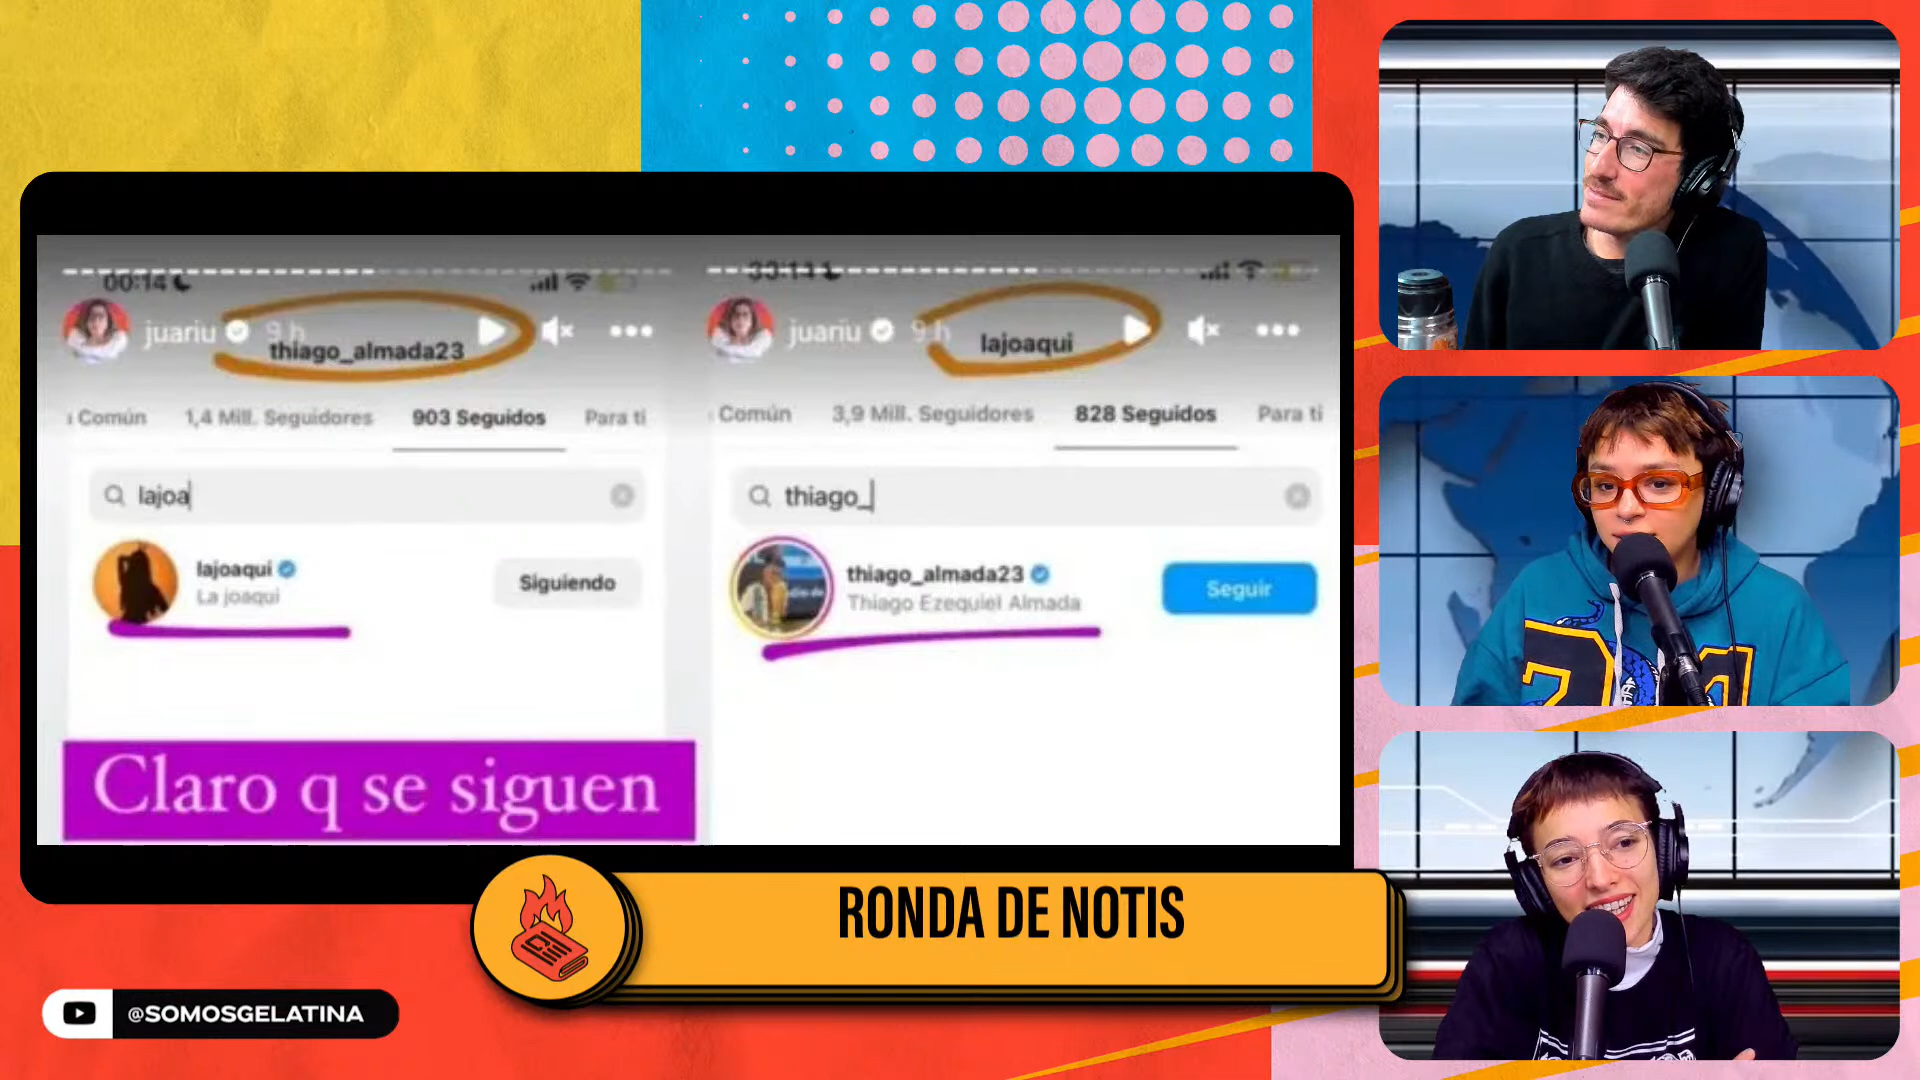 00:14
juariu 9 h
thiago_almada23
Común 1,4 Mill. Seguidores 903 Seguidos Para ti
lajoa
lajoaqui
La joaqui
Siguiendo
Claro q se siguen
juariu 9 h
lajoaqui
Común 3,9 Mill. Seguidores 828 Seguidos Para ti
thiago_
thiago_almada23
Thiago Ezequiel Almada
Seguir
RONDA DE NOTIS
@SOMOSGELATINA